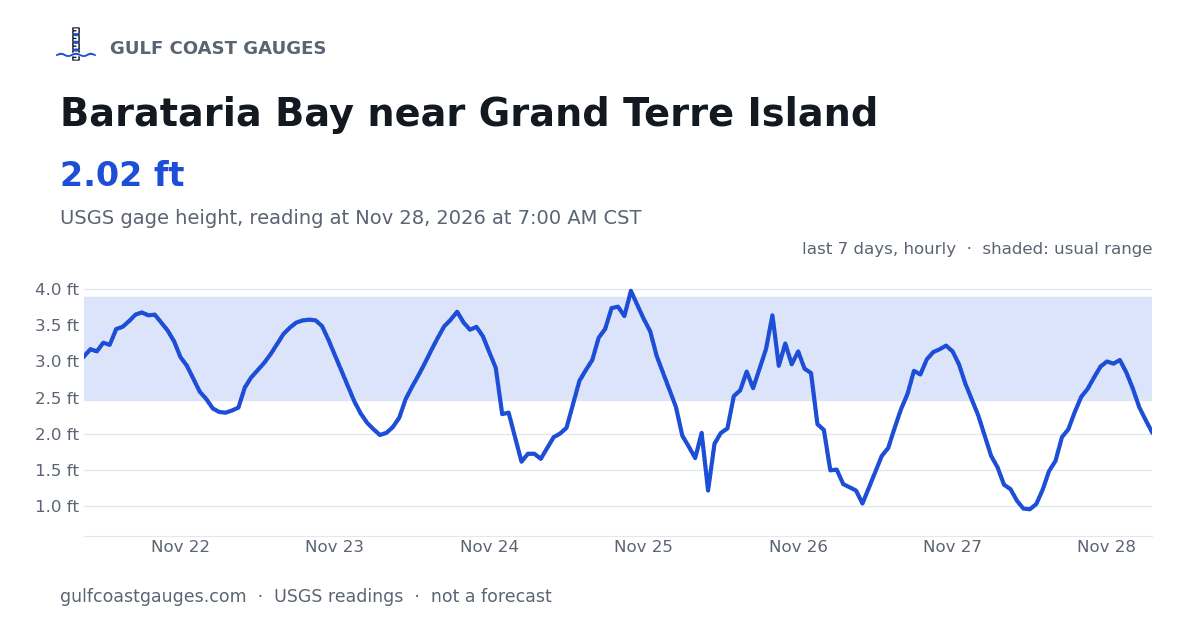 GULF COAST GAUGES
Barataria Bay near Grand Terre Island
2.02 ft
USGS gage height, reading at Nov 28, 2026 at 7:00 AM CST
last 7 days, hourly · shaded: usual range
4.0 ft
3.5 ft
3.0 ft
2.5 ft
2.0 ft
1.5 ft
1.0 ft
Nov 22 Nov 23 Nov 24 Nov 25 Nov 26 Nov 27 Nov 28
gulfcoastgauges.com · USGS readings · not a forecast